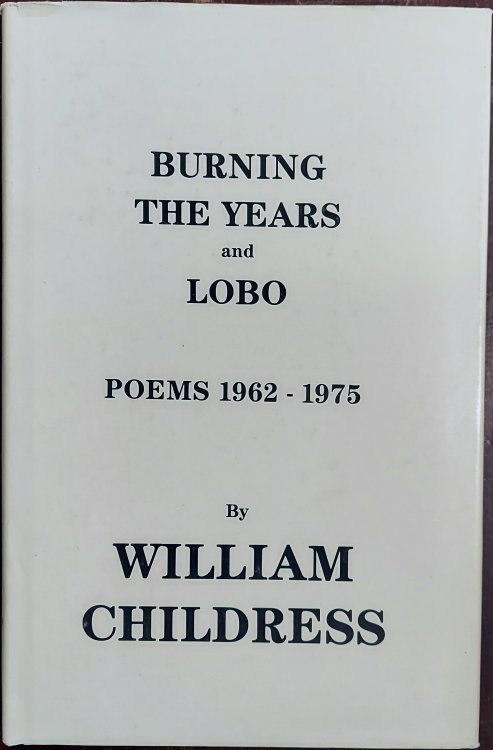 BURNING
THE YEARS
and
LOBO
POEMS 1962 - 1975
By
WILLIAM
CHILDRESS